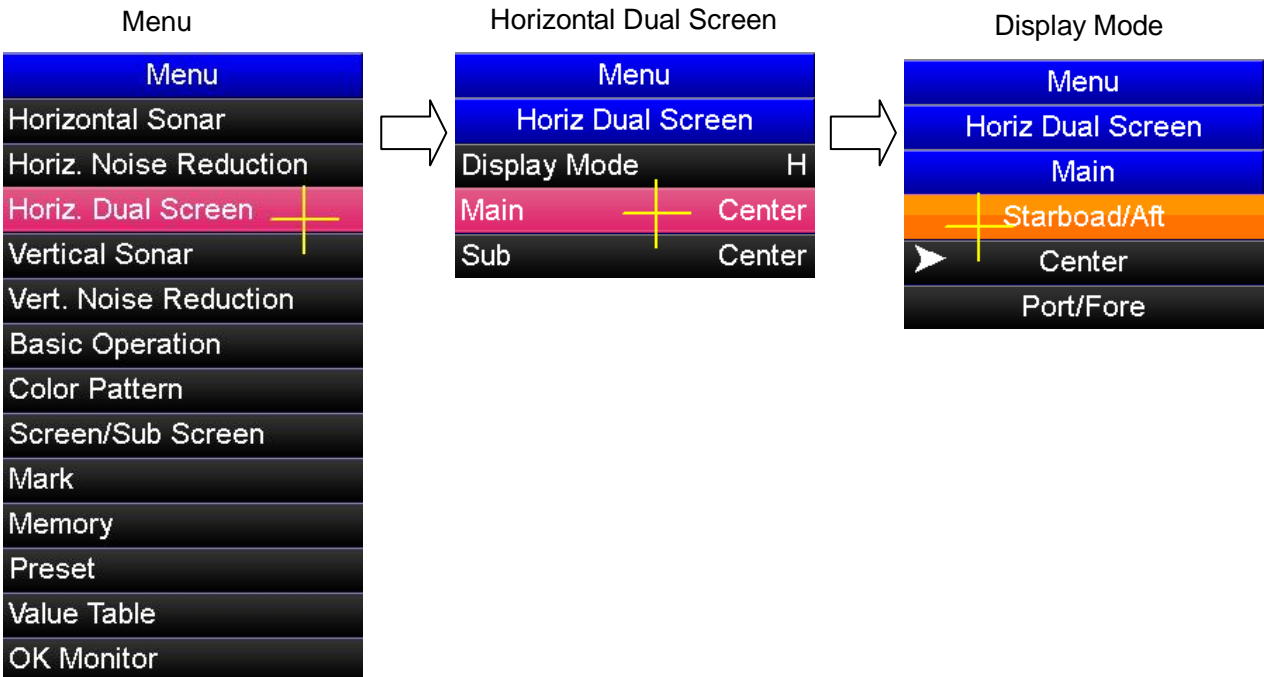 Menu
Menu
Horizontal Sonar
Horiz. Noise Reduction
Horiz. Dual Screen
Vertical Sonar
Vert. Noise Reduction
Basic Operation
Color Pattern
Screen/Sub Screen
Mark
Memory
Preset
Value Table
OK Monitor
Horizontal Dual Screen
Menu
Horiz Dual Screen
Display Mode H
Main Center
Sub Center
Display Mode
Menu
Horiz Dual Screen
Main
Starboad/Aft
Center
Port/Fore